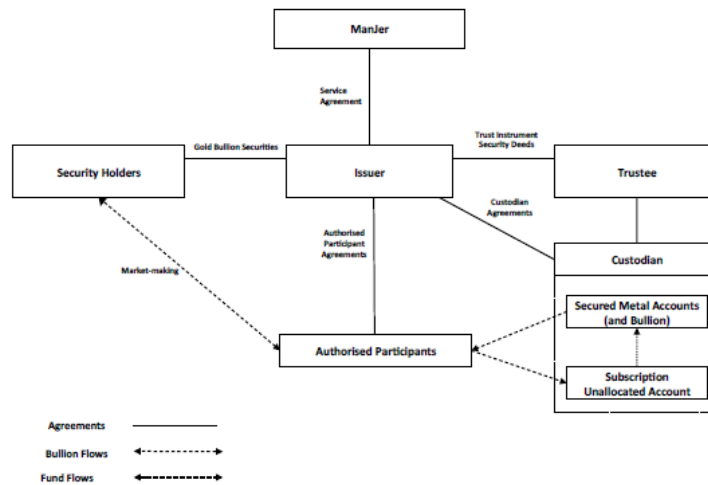 ManJer
Service
Agreement
Gold Bullion Securities
Trust Instrument
Security Deeds
Security Holders
Issuer
Trustee
Custodian
Agreements
Authorised
Participant
Agreements
Market-making
Custodian
Secured Metal Accounts
(and Bullion)
Authorised Participants
Subscription
Unallocated Account
Agreements
Bullion Flows
Fund Flows